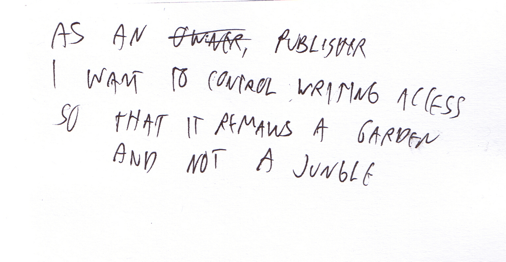 AS AN OWNER, PUBLISHER
I WANT TO CONTROL WRITING ACCESS
SO THAT IT REMAINS A GARDEN
AND NOT A JUNGLE